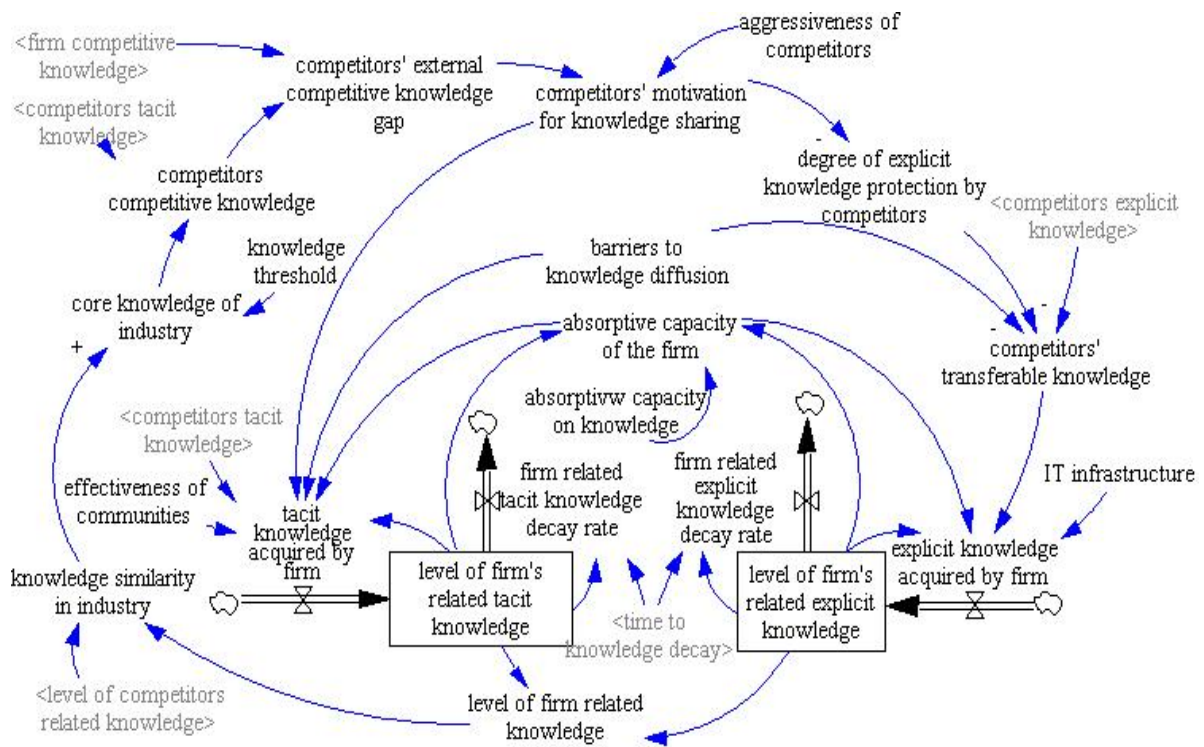 <firm competitive
knowledge>
competitors' external
competitive knowledge
gap
aggressiveness of
competitors
competitors' motivation
for knowledge sharing
<competitors tacit
knowledge>
competitors
competitive knowledge
-
degree of explicit
knowledge protection by
competitors
<competitors explicit
knowledge>
knowledge
threshold
barriers to
knowledge diffusion
core knowledge of
industry
+
absorptive capacity
of the firm
-
-
competitors'
transferable knowledge
absorptivw capacity
on knowledge
<competitors tacit
knowledge>
effectiveness of
communities
tacit
knowledge
acquired by
firm
firm related
tacit knowledge
decay rate
firm related
explicit
knowledge
decay rate
IT infrastructure
explicit knowledge
acquired by firm
knowledge similarity
in industry
level of firm's
related tacit
knowledge
level of firm's
related explicit
knowledge
<time to
knowledge decay>
<level of competitors
related knowledge>
level of firm related
knowledge